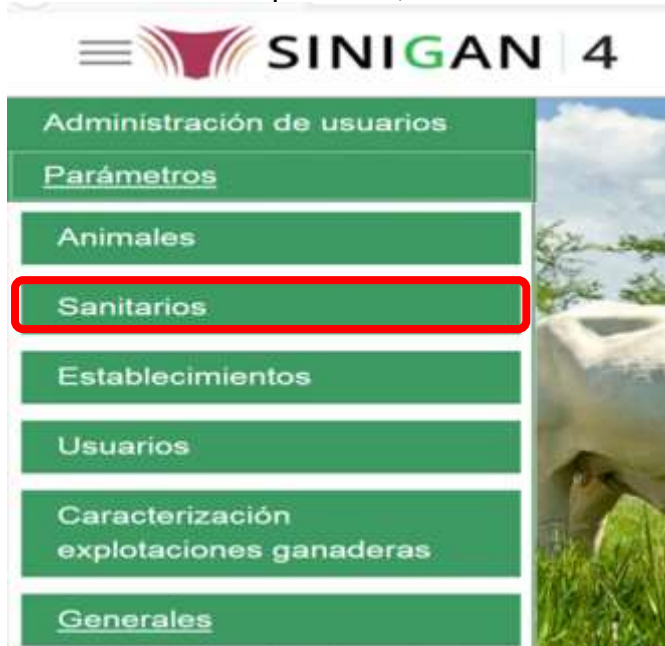 SINIGAN 4
Administración de usuarios
Parámetros
Animales
Sanitarios
Establecimientos
Usuarios
Caracterización
explotaciones ganaderas
Generales